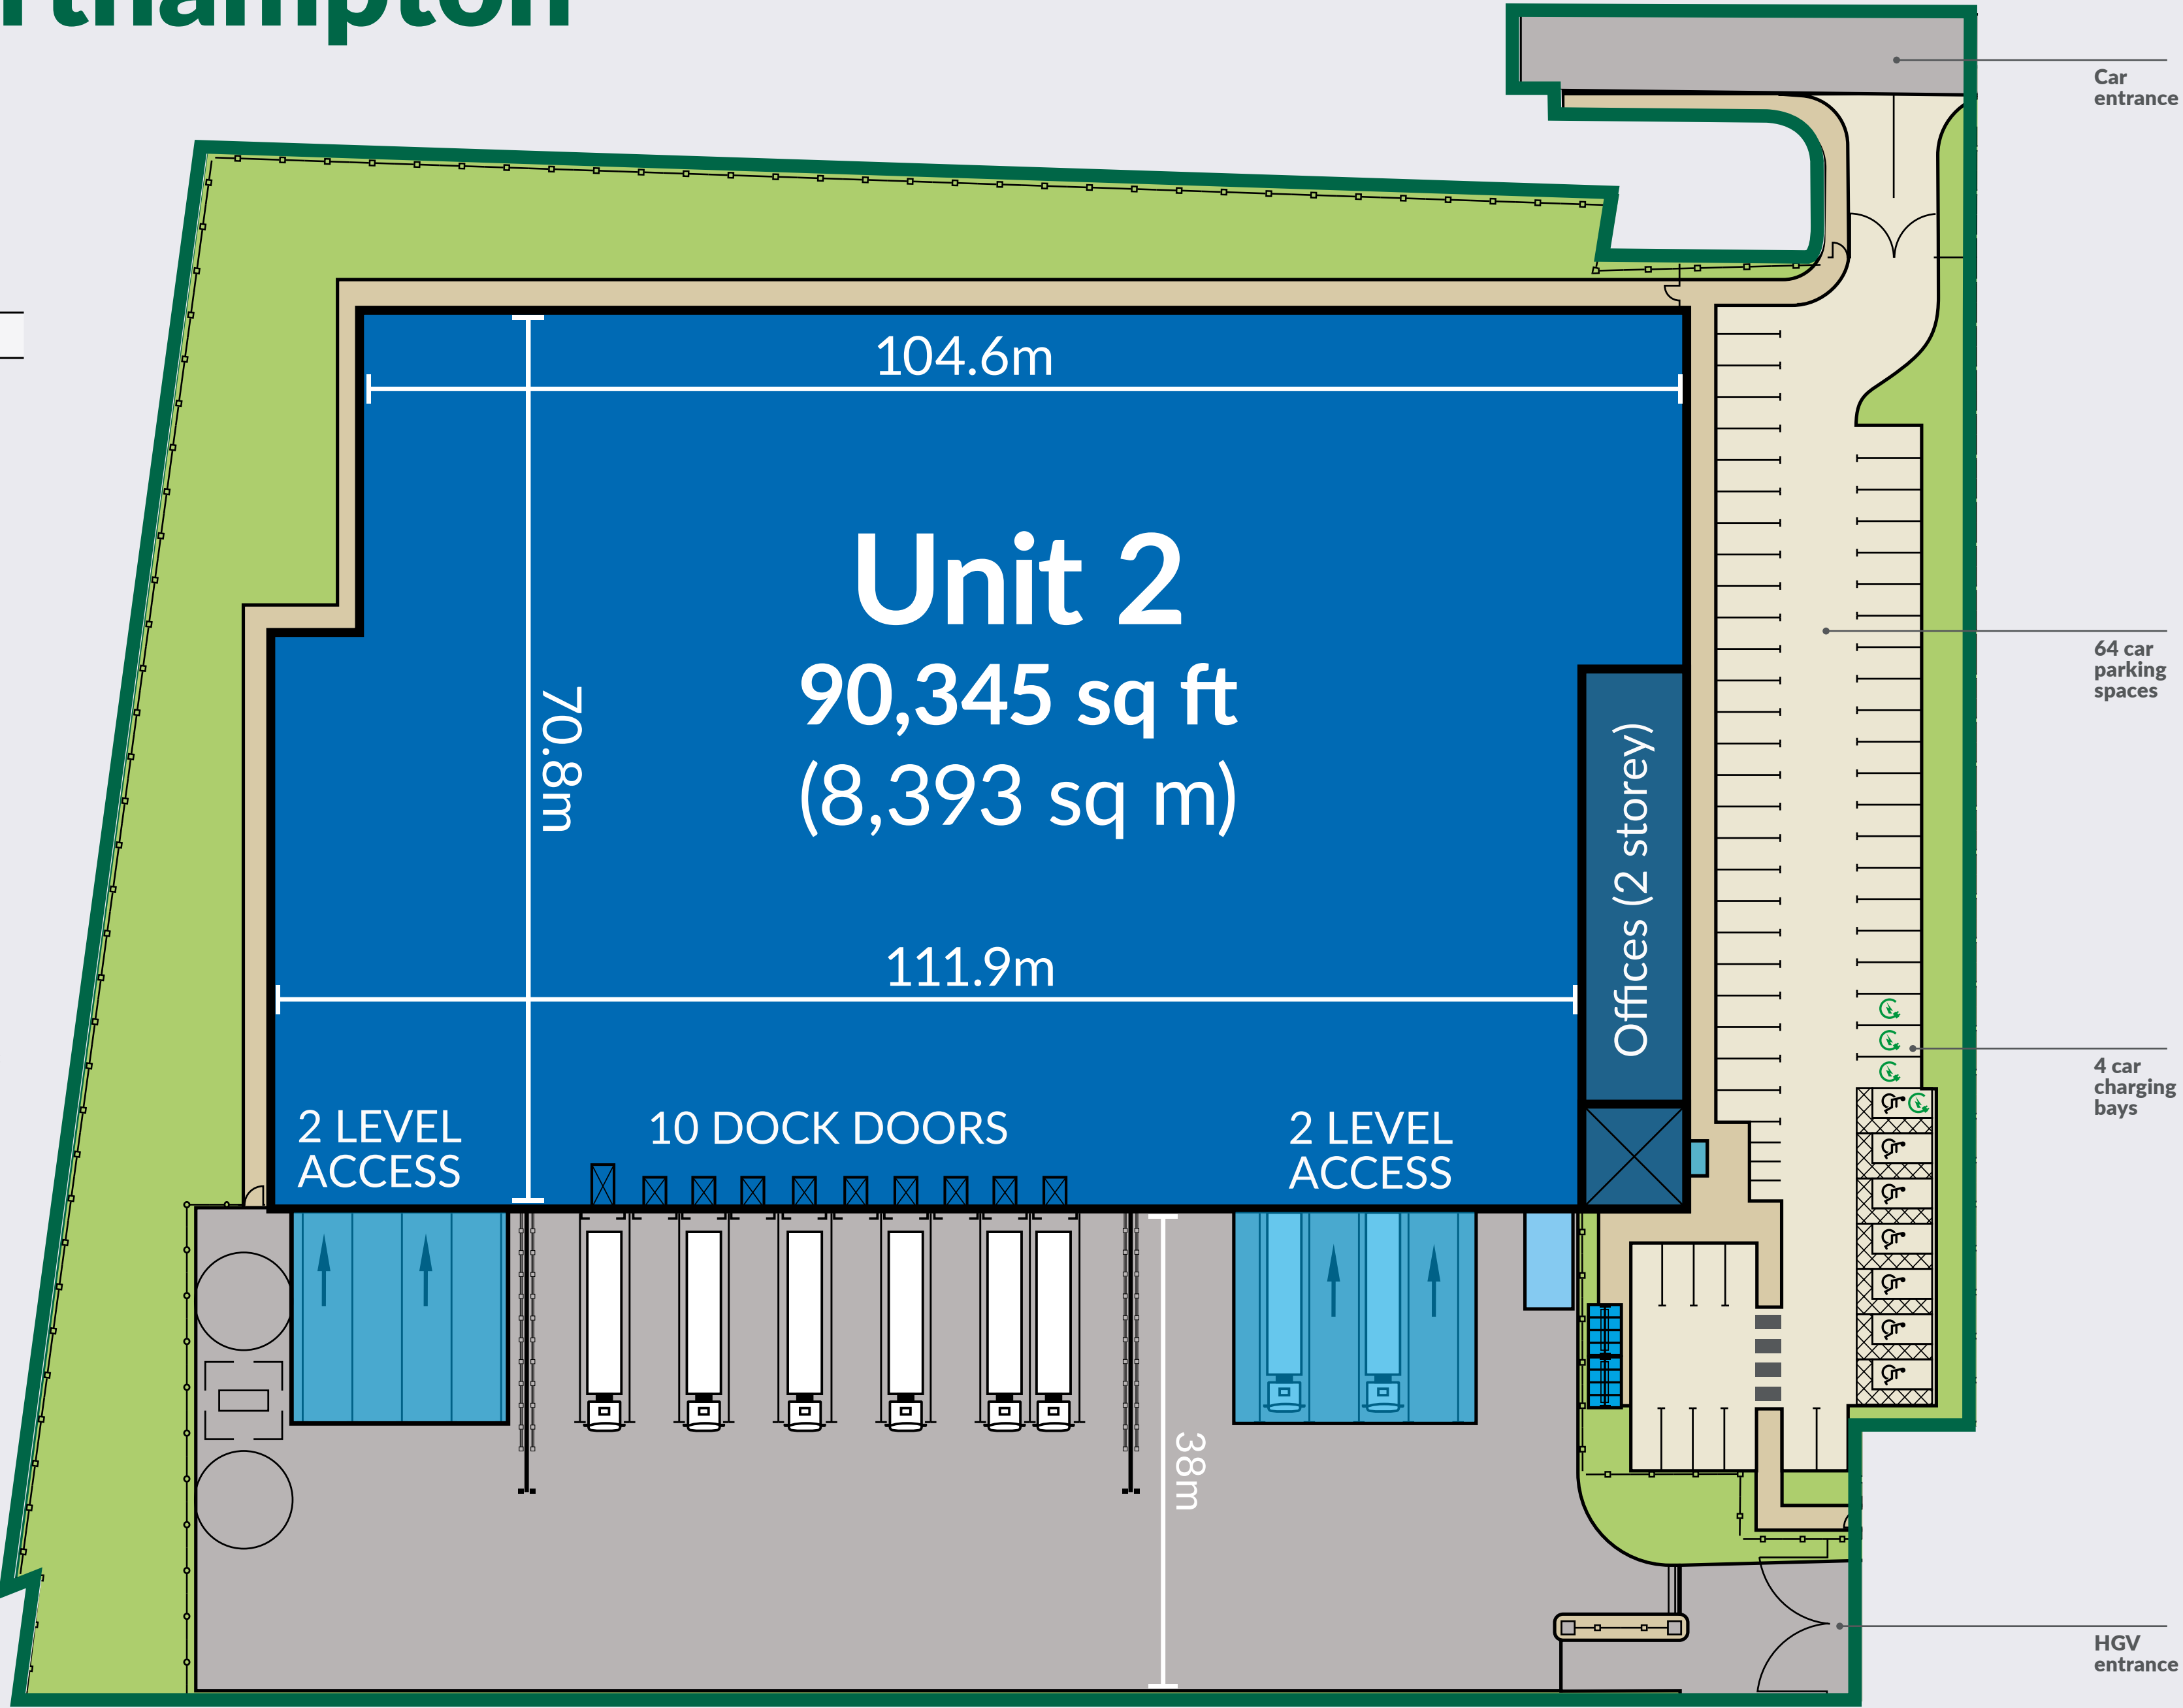 rthampton
Car
entrance
104.6m
Unit 2
90,345 sq ft
(8,393 sq m)
70.8m
64 car
parking
spaces
Offices (2 storey)
111.9m
4 car
charging
bays
2 LEVEL
ACCESS
10 DOCK DOORS
2 LEVEL
ACCESS
38m
HGV
entrance